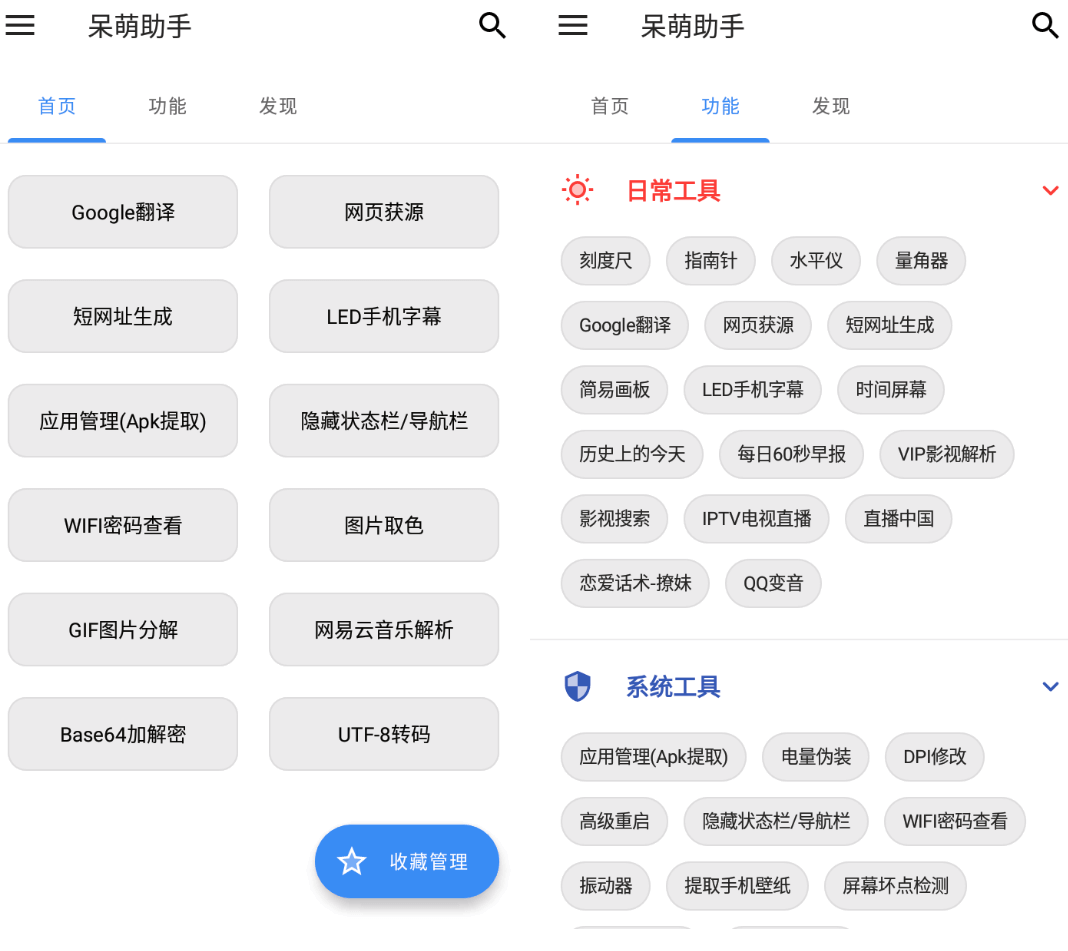 呆萌助手
首页 功能 发现
Google翻译 网页获源
短网址生成 LED手机字幕
应用管理(Apk提取) 隐藏状态栏/导航栏
WIFI密码查看 图片取色
GIF图片分解 网易云音乐解析
Base64加解密 UTF-8转码
收藏管理
呆萌助手
首页 功能 发现
日常工具
刻度尺 指南针 水平仪 量角器
Google翻译 网页获源 短网址生成
简易画板 LED手机字幕 时间屏幕
历史上的今天 每日60秒早报 VIP影视解析
影视搜索 IPTV电视直播 直播中国
恋爱话术-撩妹 QQ变音
系统工具
应用管理(Apk提取) 电量伪装 DPI修改
高级重启 隐藏状态栏/导航栏 WIFI密码查看
振动器 提取手机壁纸 屏幕坏点检测